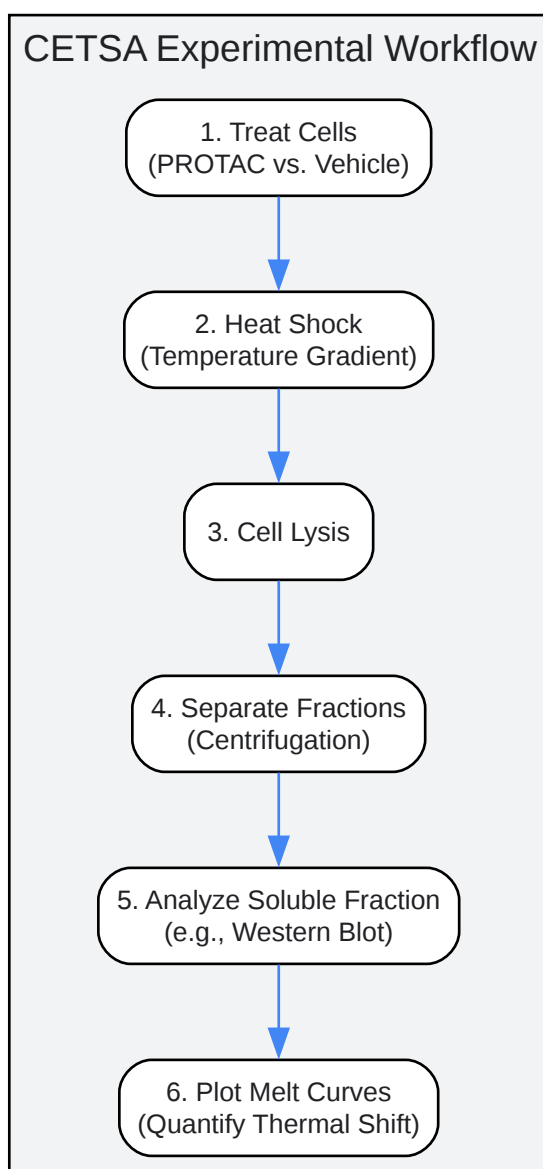 CETSA Experimental Workflow
1. Treat Cells
(PROTAC vs. Vehicle)
2. Heat Shock
(Temperature Gradient)
3. Cell Lysis
4. Separate Fractions
(Centrifugation)
5. Analyze Soluble Fraction
(e.g., Western Blot)
6. Plot Melt Curves
(Quantify Thermal Shift)